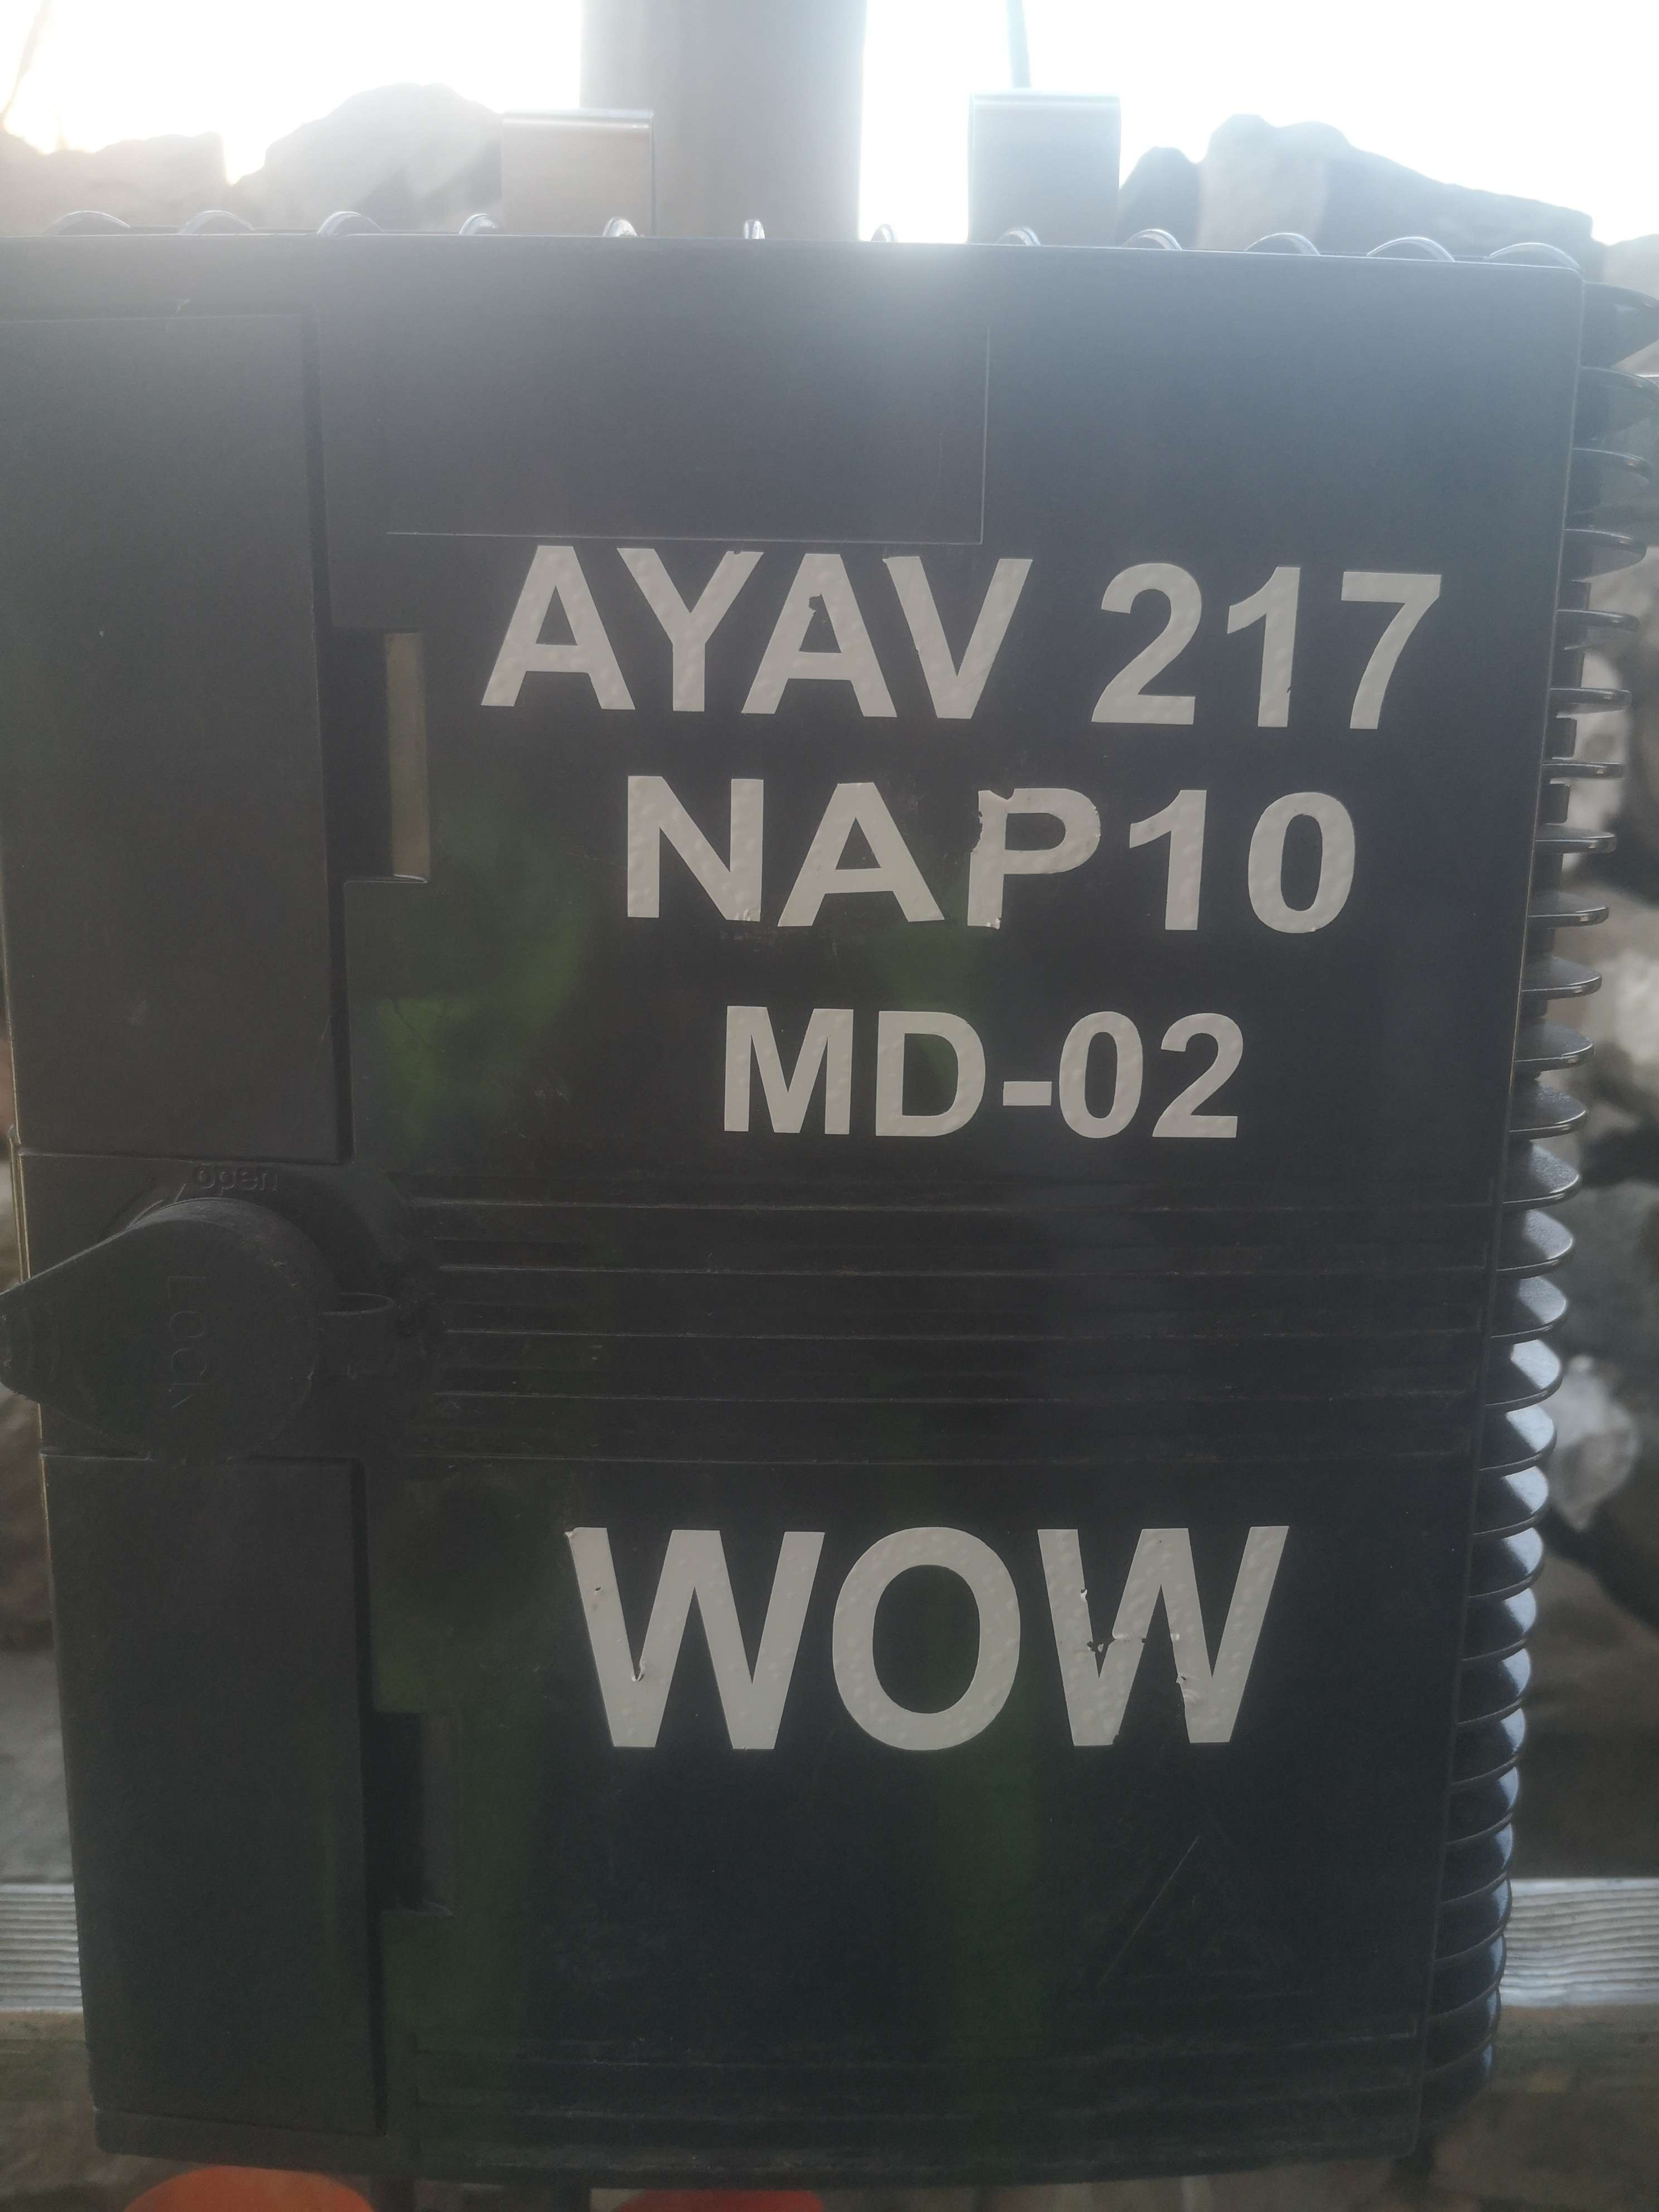 AYAV 217
NAP10
MD-02
open
Lock
WOW